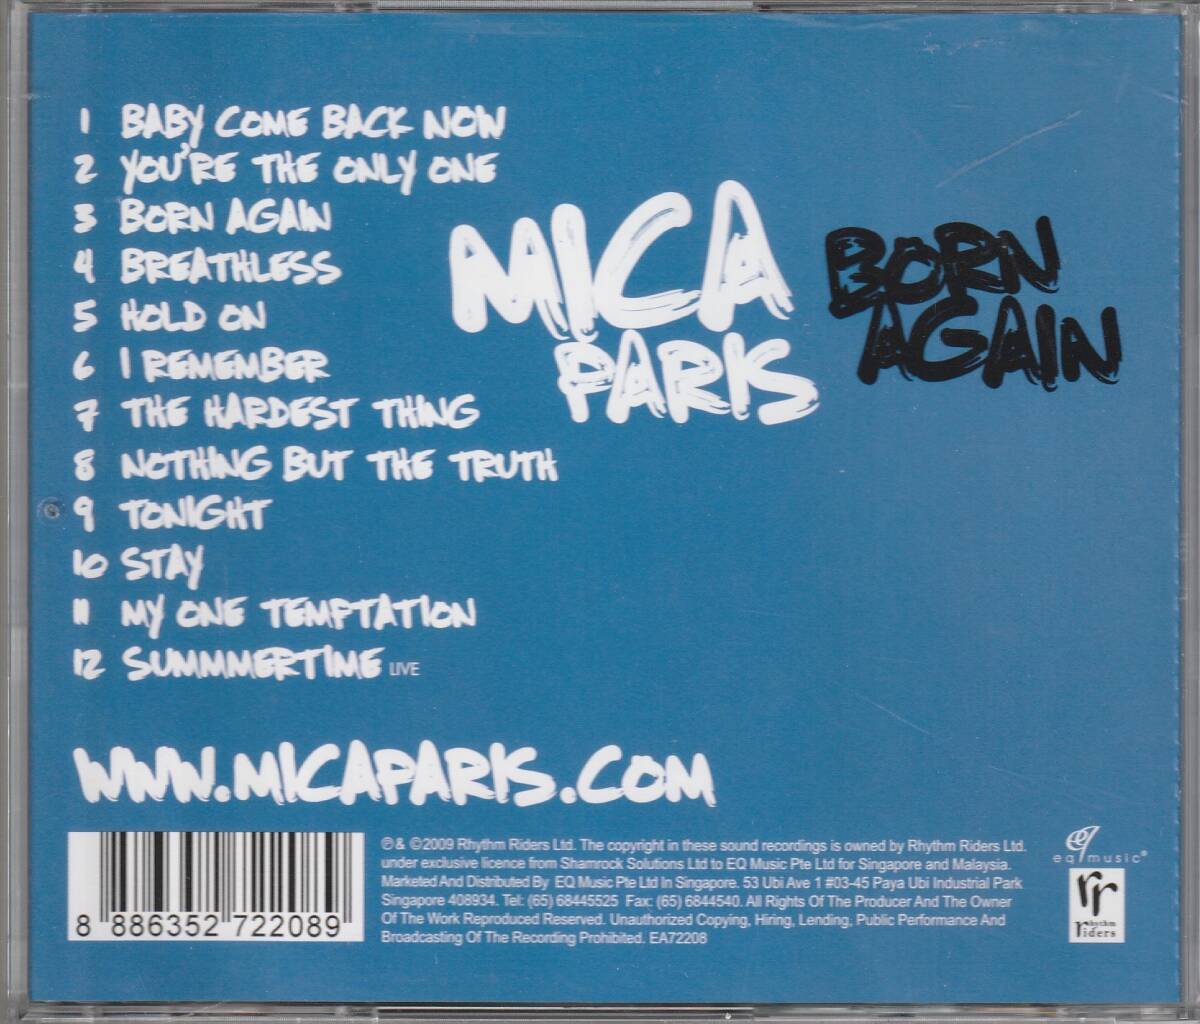 1 BABY COME BACK NOW
2 YOU'RE THE ONLY ONE
3 BORN AGAIN
4 BREATHLESS
5 HOLD ON
6 I REMEMBER
7 THE HARDEST THING
8 NOTHING BUT THE TRUTH
9 TONIGHT
10 STAY
11 MY ONE TEMPTATION
12 SUMMMERTIME LIVE
MICA
PARIS
BORN
AGAIN
WWW.MICAPARIS.COM
8 886352 722089
℗ & ©2009 Rhythm Riders Ltd. The copyright in these sound recordings is owned by Rhythm Riders Ltd.
under exclusive licence from Shamrock Solutions Ltd to EQ Music Pte Ltd for Singapore and Malaysia.
Marketed And Distributed By EQ Music Pte Ltd In Singapore. 53 Ubi Ave 1 #03-45 Paya Ubi Industrial Park
Singapore 408934. Tel: (65) 68445525 Fax: (65) 6844540. All Rights Of The Producer And The Owner
Of The Work Reproduced Reserved. Unauthorized Copying, Hiring, Lending, Public Performance And
Broadcasting Of The Recording Prohibited. EA72208
eq music®
rr
rhythm
riders